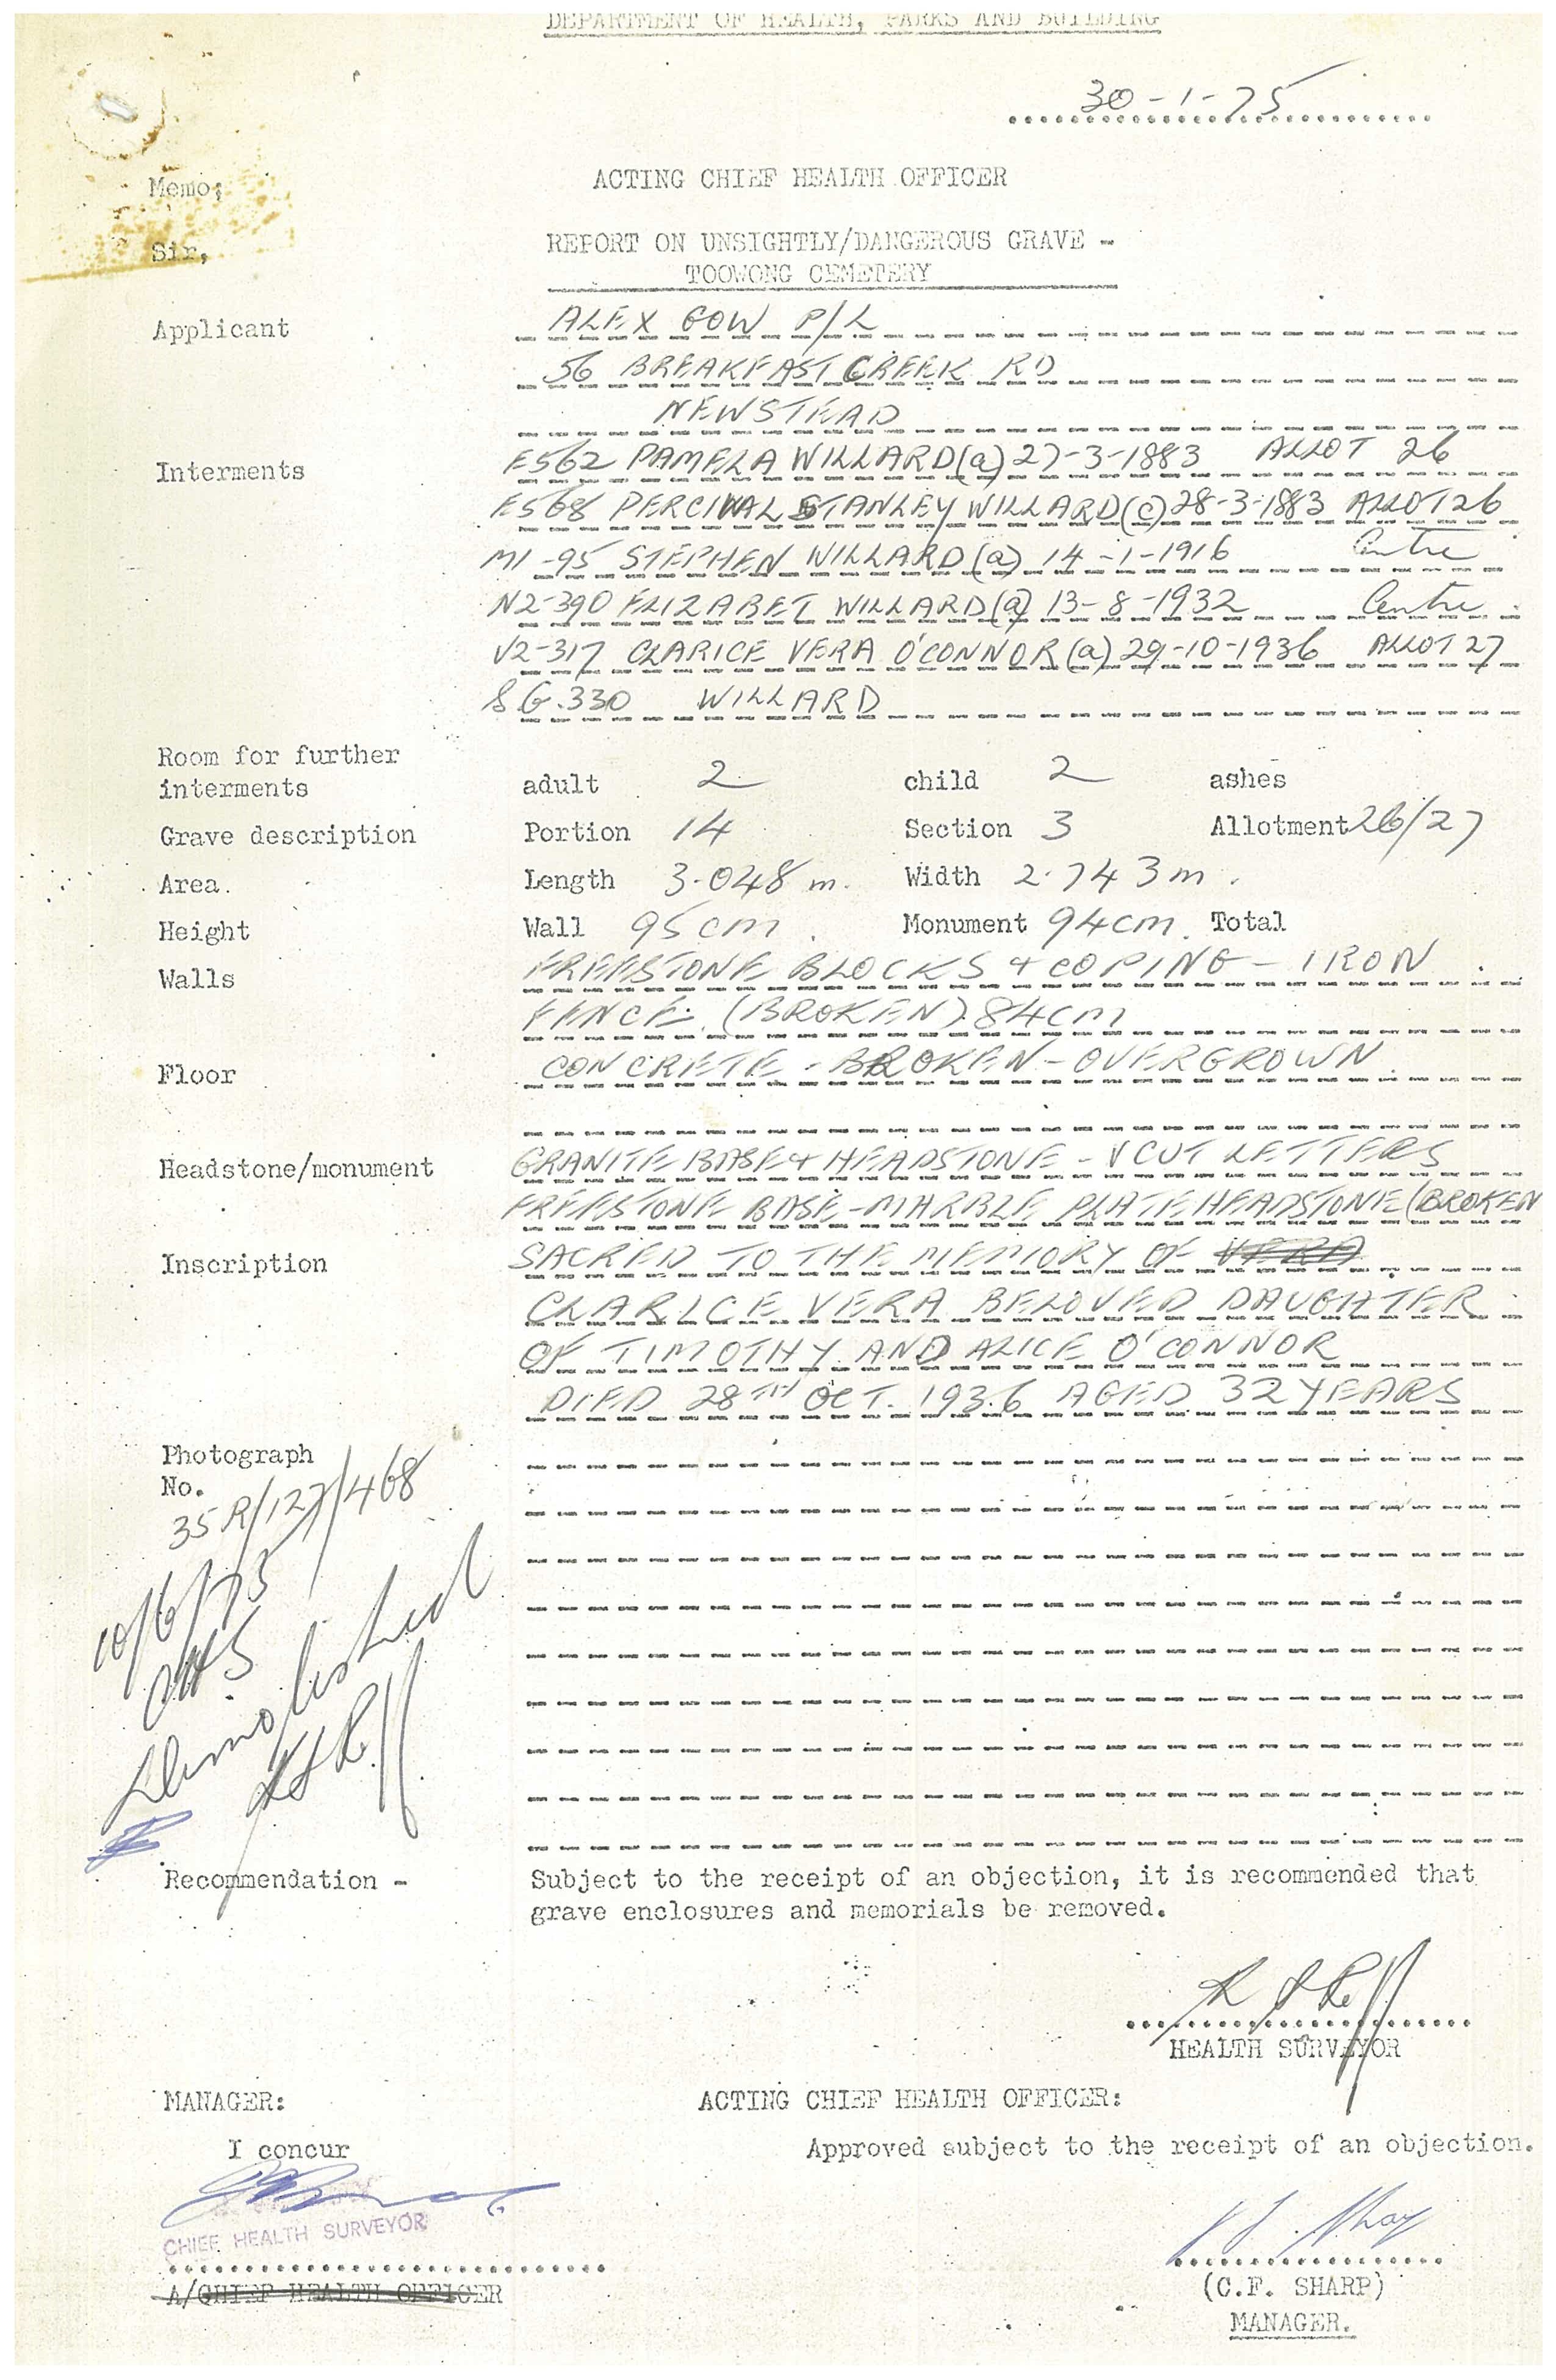 DEPARTMENT OF HEALTH, PARKS AND BUILDING
30-1-75
Memo;
ACTING CHIEF HEALTH OFFICER
Sir,
REPORT ON UNSIGHTLY/DANGEROUS GRAVE -
TOOWONG CEMETERY
Applicant ALEX GOW P/L
56 BREAKFAST CREEK RD
NEWSTEAD
Interments E562 PAMELA WILLARD (a) 27-3-1883 ALLOT 26
E568 PERCIVAL STANLEY WILLARD (c) 28-3-1883 ALLOT 26
M1-95 STEPHEN WILLARD (a) 14-1-1916 Centre
N2-390 ELIZABET WILLARD (a) 13-8-1932 Centre
V2-317 CLARICE VERA O'CONNOR (a) 29-10-1936 ALLOT 27
S.G.330 WILLARD
Room for further
interments adult 2 child 2 ashes
Grave description Portion 14 Section 3 Allotment 26/27
Area. Length 3.048 m. Width 2.743 m.
Height Wall 95 cm. Monument 94 cm. Total
Walls FREESTONE BLOCKS & COPING - IRON
FENCE. (BROKEN) 84cm
Floor CONCRETE - BROKEN - OVERGROWN.
Headstone/monument GRANITE BASE & HEADSTONE - V CUT LETTERS
FREESTONE BASE - MARBLE PLATE HEADSTONE (BROKEN
Inscription SACRED TO THE MEMORY OF VERA
CLARICE VERA BELOVED DAUGHTER
OF TIMOTHY AND ALICE O'CONNOR
DIED 28TH OCT. 1936 AGED 32 YEARS
Photograph
No.
35R/127/468
10/6/75
CHS
Demolished
Recommendation - Subject to the receipt of an objection, it is recommended that
grave enclosures and memorials be removed.
HEALTH SURVEYOR
MANAGER: ACTING CHIEF HEALTH OFFICER:
I concur Approved subject to the receipt of an objection.
CHIEF HEALTH SURVEYOR
A/CHIEF HEALTH OFFICER
(C.F. SHARP)
MANAGER.